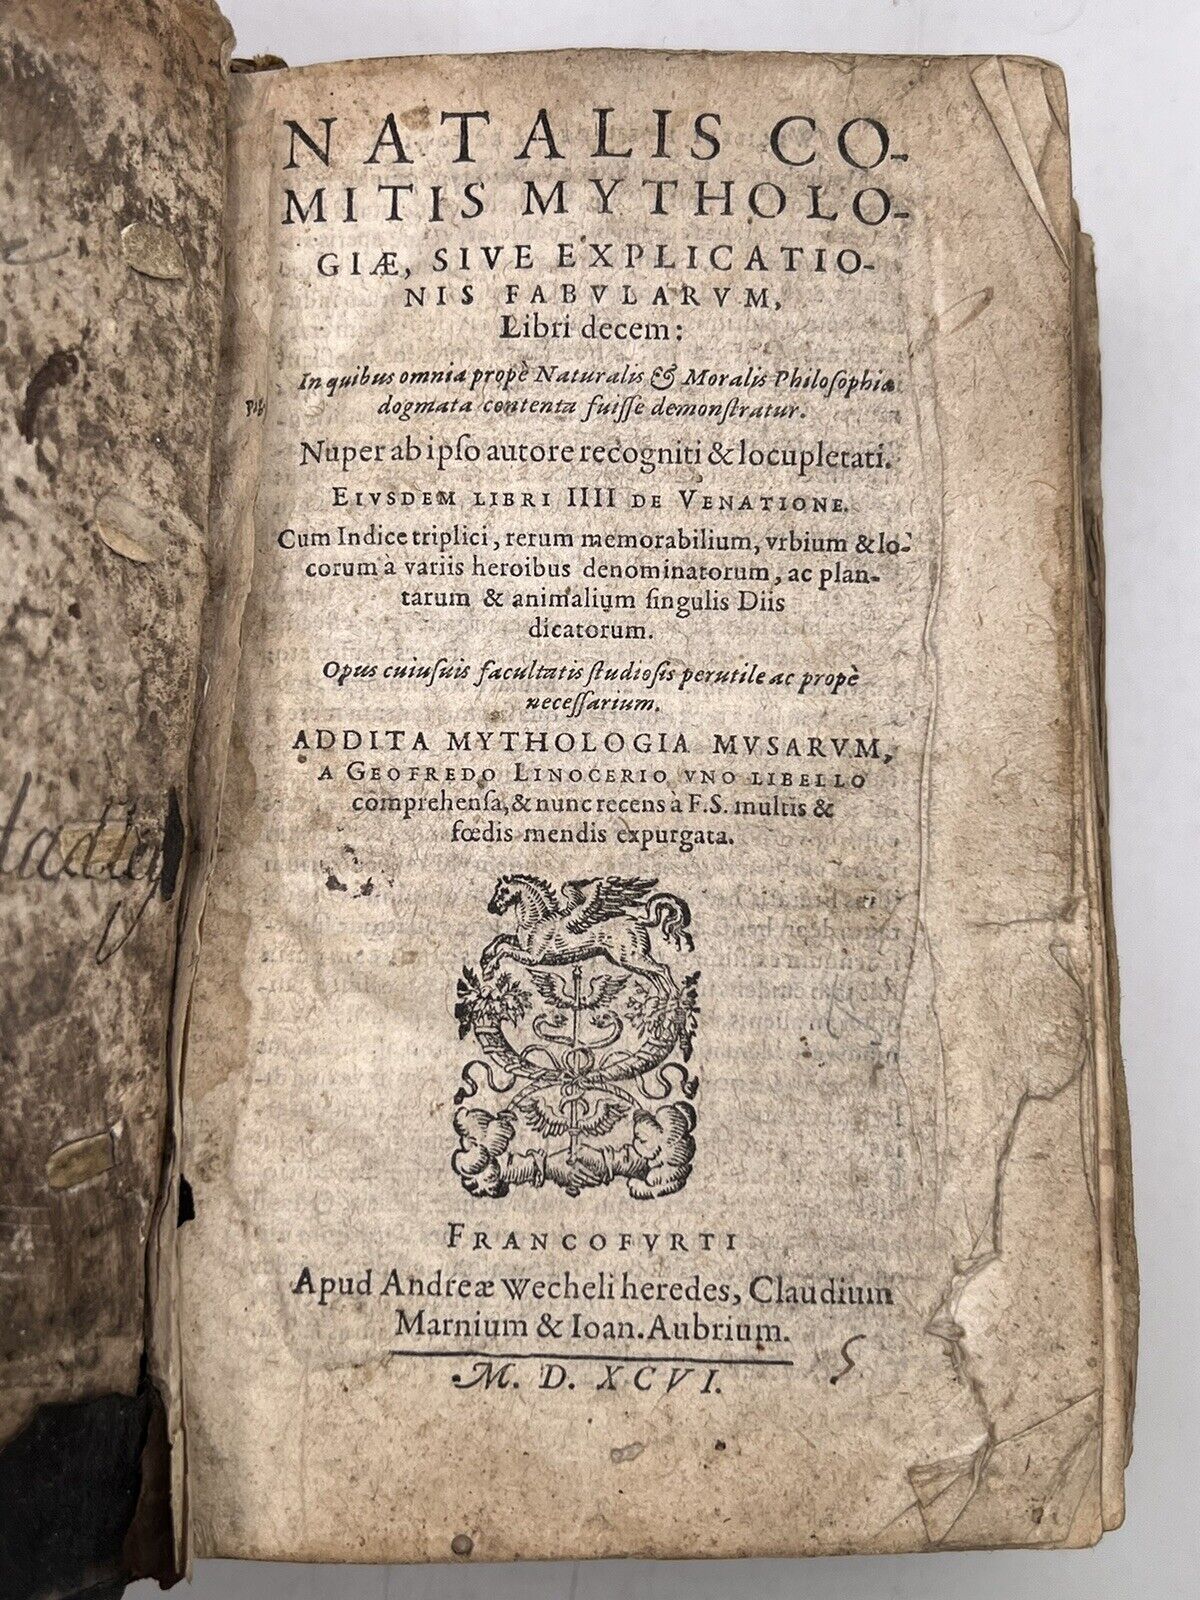 NATALIS CO-
MITIS MYTHOLO-
GIÆ, SIVE EXPLICATIO-
NIS FABVLARVM,
Libri decem:
In quibus omnia propè Naturalis & Moralis Philosophiæ
dogmata contenta fuisse demonstratur.
Nuper ab ipso autore recogniti & locupletati.
EIVSDEM LIBRI IIII DE VENATIONE.
Cum Indice triplici, rerum memorabilium, vrbium & lo-
corum à variis heroibus denominatorum, ac plan-
tarum & animalium singulis Diis
dicatorum.
Opus cuiusuis facultatis studiosis perutile ac propè
necessarium.
ADDITA MYTHOLOGIA MVSARVM,
A GEOFREDO LINOCERIO VNO LIBELLO
comprehensa, & nunc recens à F.S. multis &
fœdis mendis expurgata.
FRANCOFVRTI
Apud Andreæ Wecheli heredes, Claudium
Marnium & Ioan. Aubrium.
M. D. XCVI.